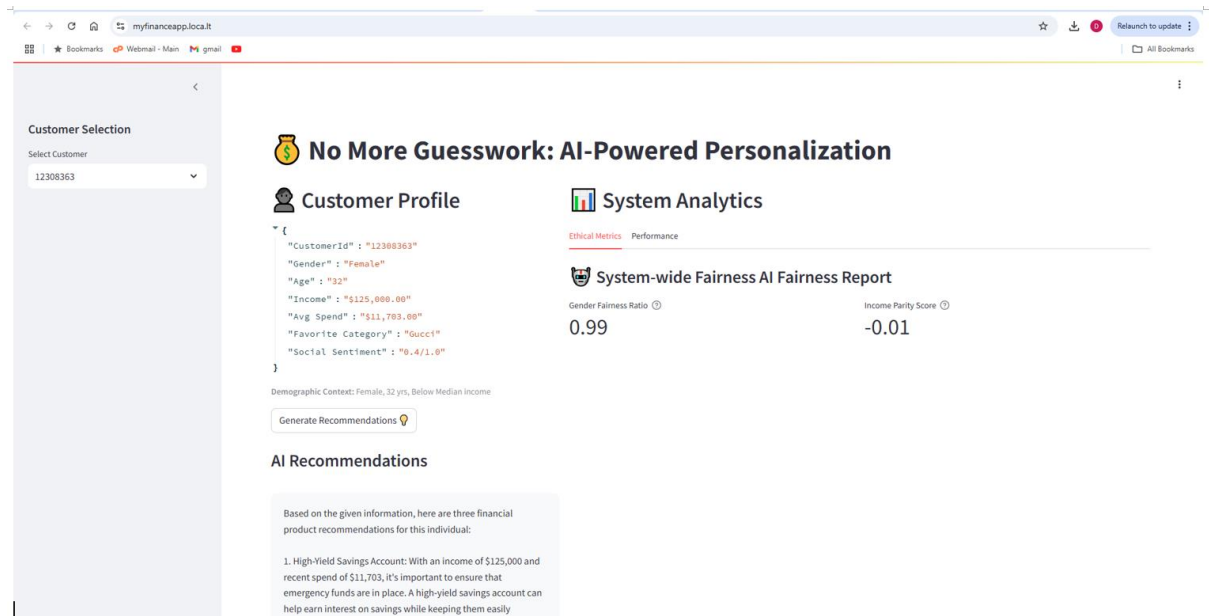 myfinanceapp.loca.lt
D
Relaunch to update
Bookmarks
Webmail - Main
gmail
All Bookmarks
Customer Selection
Select Customer
12308363
No More Guesswork: AI-Powered Personalization
Customer Profile
{
"CustomerId" : "12308363"
"Gender" : "Female"
"Age" : "32"
"Income" : "$125,000.00"
"Avg Spend" : "$11,703.00"
"Favorite Category" : "Gucci"
"Social Sentiment" : "0.4/1.0"
}
Demographic Context: Female, 32 yrs, Below Median income
Generate Recommendations
AI Recommendations
Based on the given information, here are three financial
product recommendations for this individual:
1. High-Yield Savings Account: With an income of $125,000 and
recent spend of $11,703, it's important to ensure that
emergency funds are in place. A high-yield savings account can
help earn interest on savings while keeping them easily
System Analytics
Ethical Metrics
Performance
System-wide Fairness AI Fairness Report
Gender Fairness Ratio
0.99
Income Parity Score
-0.01